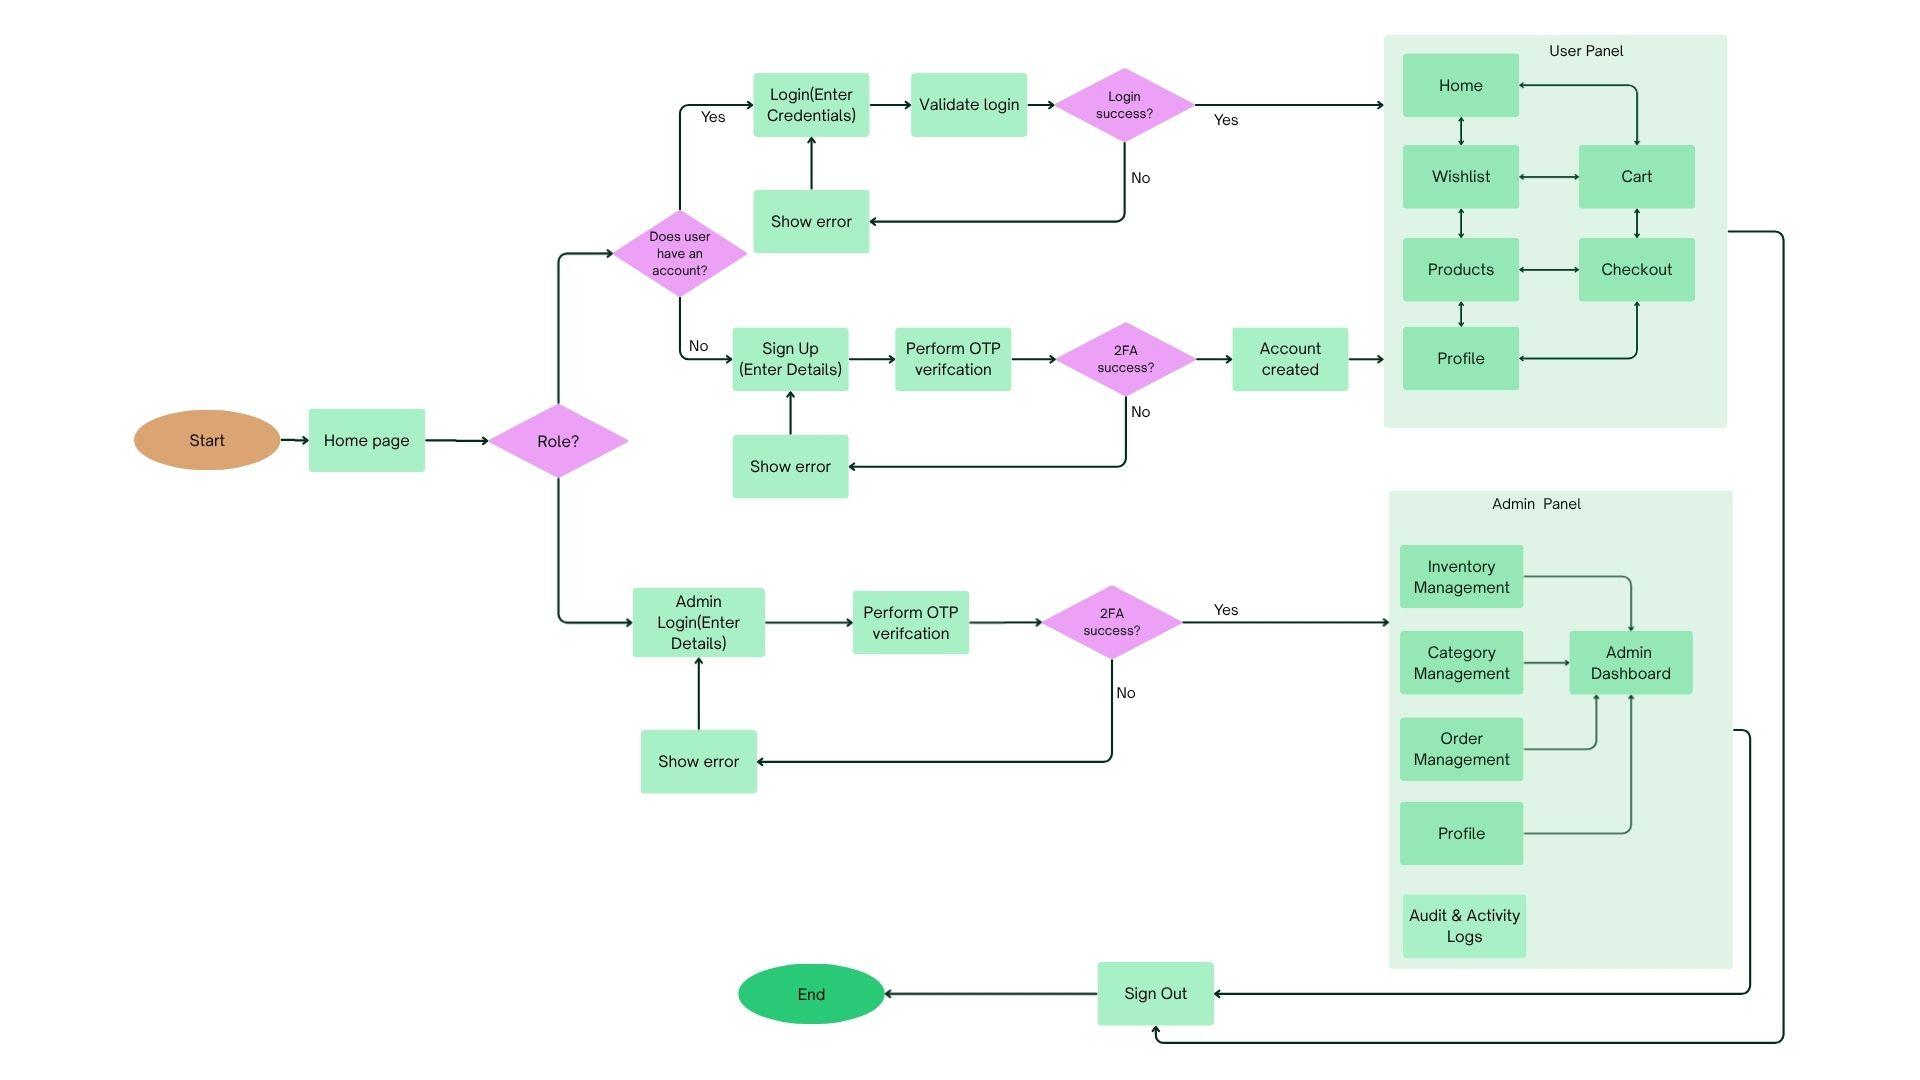 User Panel
Home
Login(Enter
Credentials)
Validate login
Login
success?
Yes
Yes
Wishlist
Cart
No
Show error
Does user
have an
account?
Products
Checkout
No
Sign Up
(Enter Details)
Perform OTP
verifcation
2FA
success?
Account
created
Profile
No
Start
Home page
Role?
Show error
Admin Panel
Inventory
Management
Admin
Login(Enter
Details)
Perform OTP
verifcation
2FA
success?
Yes
Category
Management
Admin
Dashboard
No
Order
Management
Show error
Profile
Audit & Activity
Logs
End
Sign Out